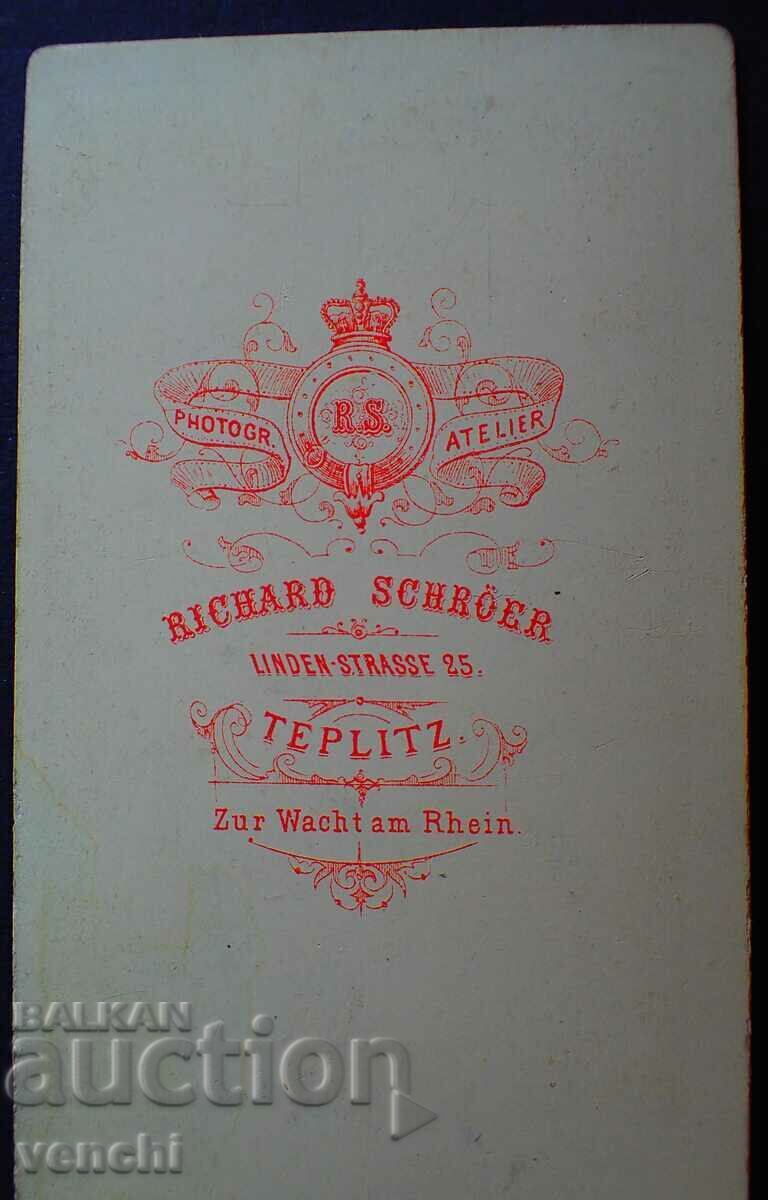 R.S.
PHOTOGR. ATELIER
RICHARD SCHRÖER
LINDEN-STRASSE 25.
TEPLITZ.
Zur Wacht am Rhein.
BALKAN
auction
venchi